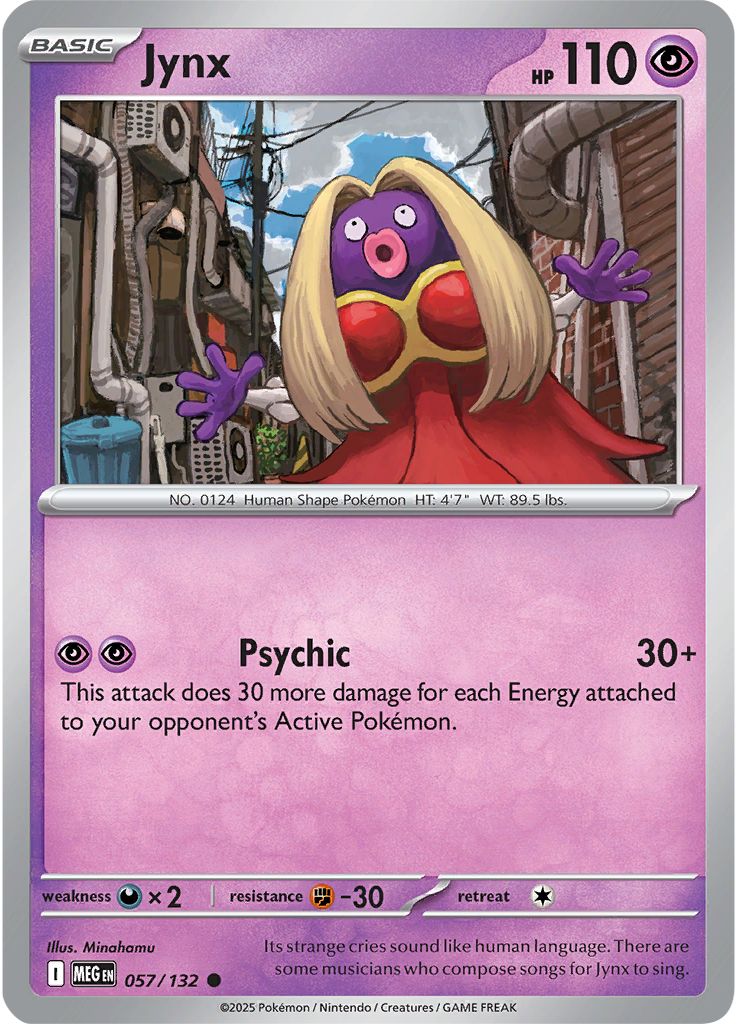 BASIC
Jynx
HP 110
NO. 0124 Human Shape Pokémon HT: 4'7" WT: 89.5 lbs.
Psychic 30+
This attack does 30 more damage for each Energy attached
to your opponent's Active Pokémon.
weakness ×2 resistance -30 retreat
Illus. Minahamu
Its strange cries sound like human language. There are
some musicians who compose songs for Jynx to sing.
I MEG EN 057/132
©2025 Pokémon / Nintendo / Creatures / GAME FREAK